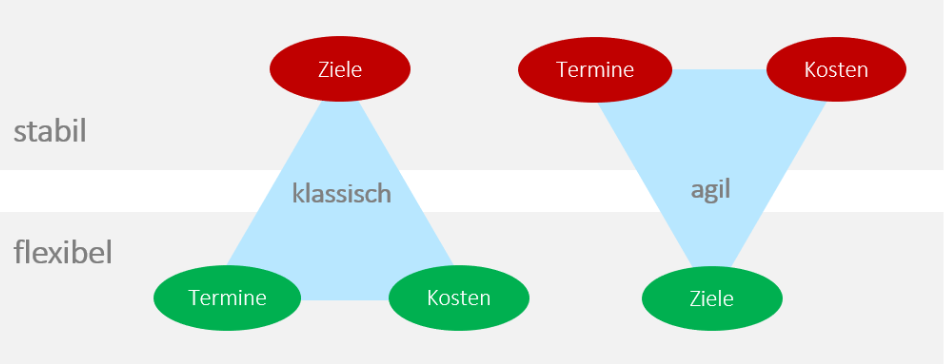 Ziele
Termine
Kosten
stabil
klassisch
agil
flexibel
Termine
Kosten
Ziele